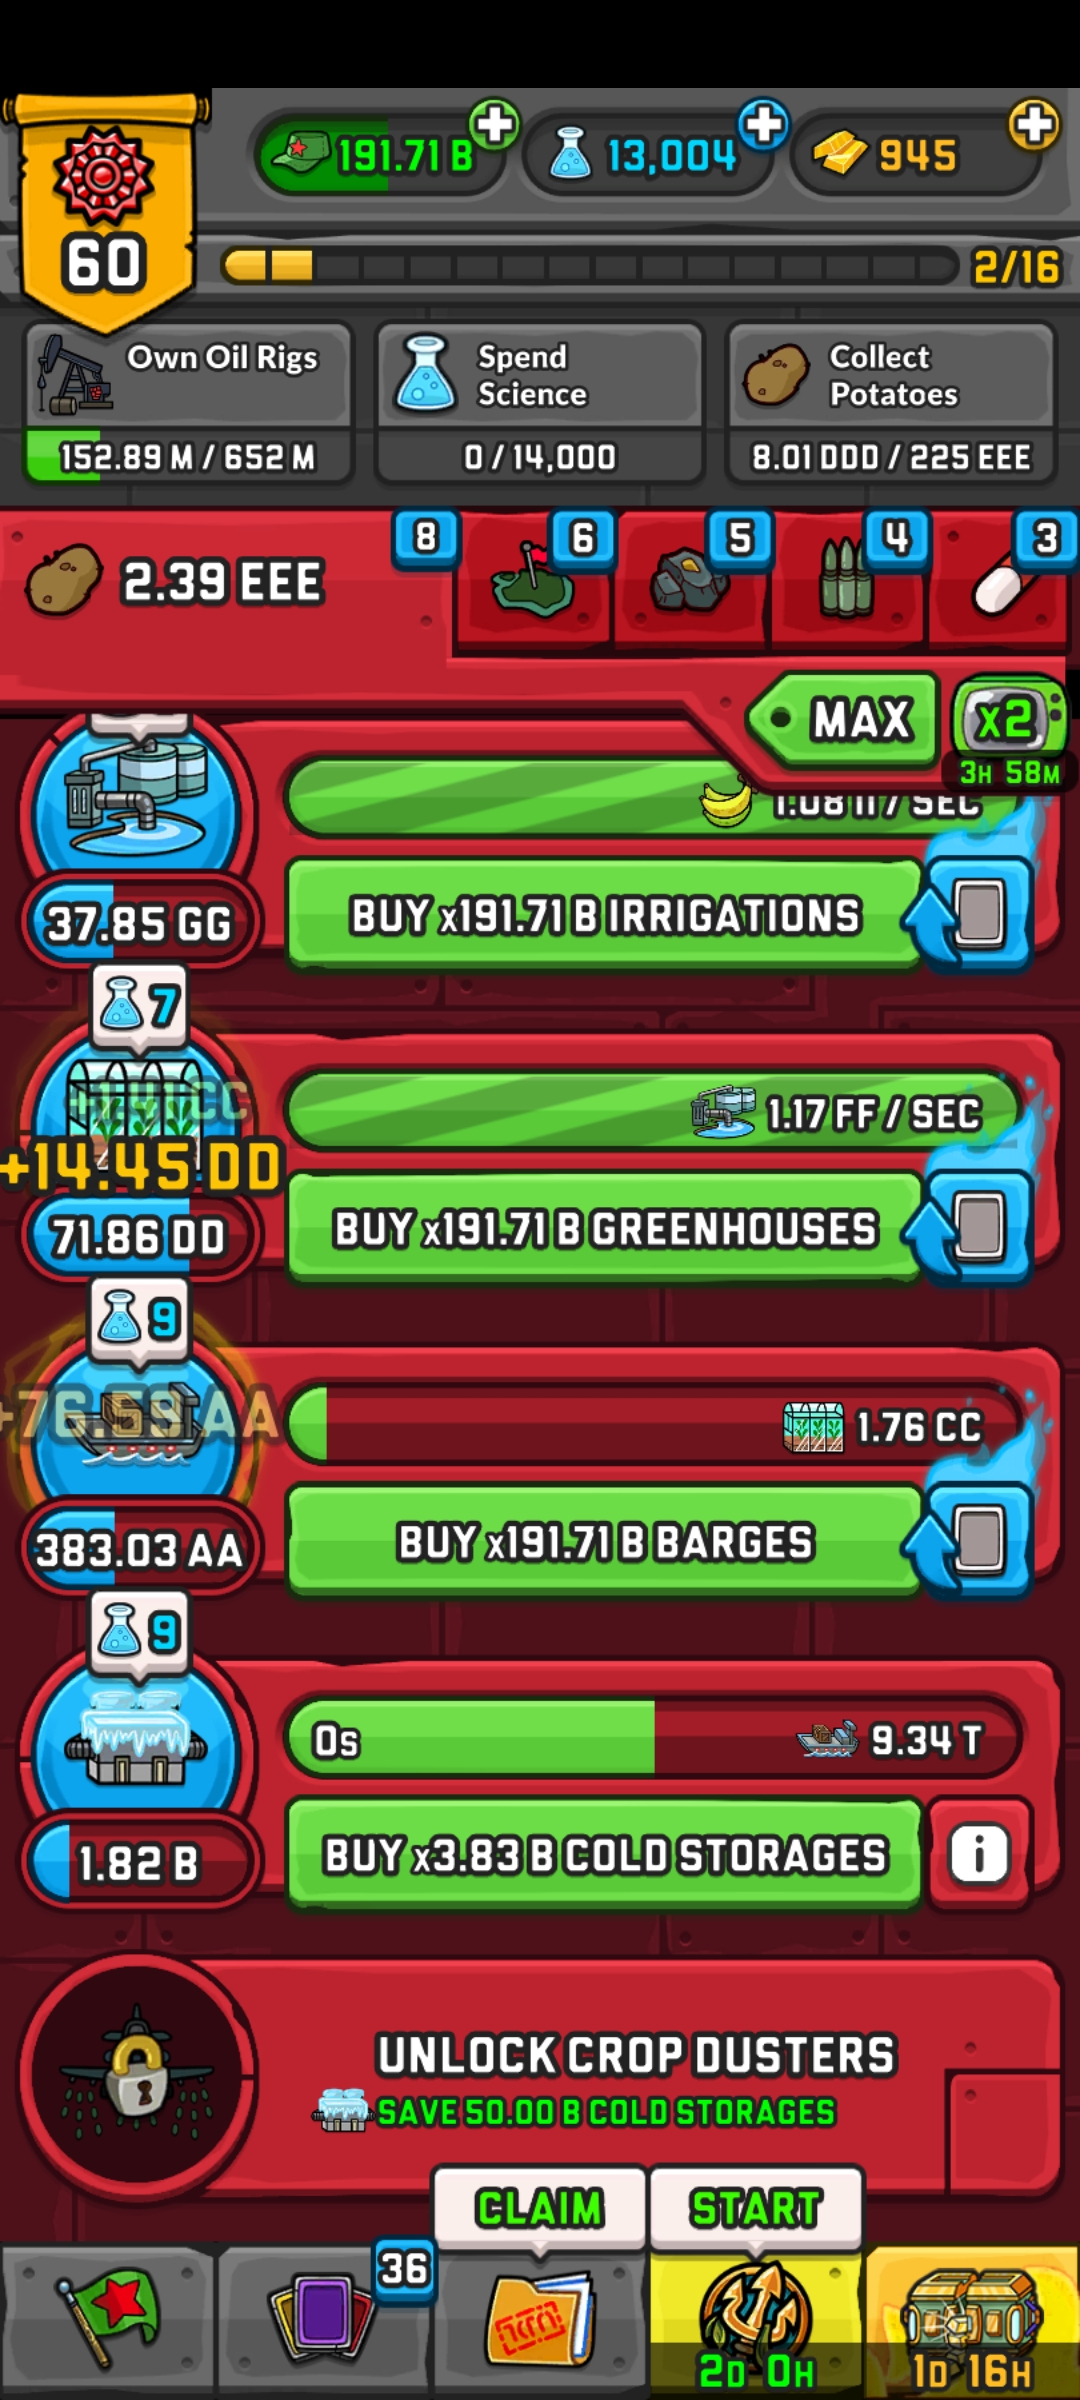 191.71 B
13,004
945
60
2/16
Own Oil Rigs
152.89 M / 652 M
Spend
Science
0 / 14,000
Collect
Potatoes
8.01 DDD / 225 EEE
2.39 EEE
8
6
5
4
3
MAX
x2
3H 58M
1.08 II / SEC
37.85 GG
BUY x191.71 B IRRIGATIONS
7
1.17 FF / SEC
+14.45 DD
71.86 DD
BUY x191.71 B GREENHOUSES
9
1.76 CC
383.03 AA
BUY x191.71 B BARGES
9
0s
9.34 T
1.82 B
BUY x3.83 B COLD STORAGES
i
UNLOCK CROP DUSTERS
SAVE 50.00 B COLD STORAGES
CLAIM
START
36
2D 0H
1D 16H